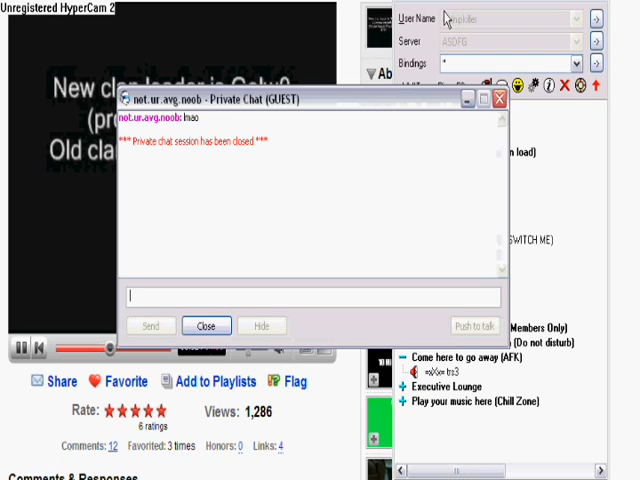 Unregistered HyperCam 2
User Name
Server ASDFG
Bindings *
New clan leader is
Old
Ab
not.ur.avg.noob - Private Chat (GUEST)
not.ur.avg.noob: lmao
*** Private chat session has been closed ***
n load)
SWITCH ME)
Send Close Hide Push to talk
Members Only)
(Do not disturb)
Come here to go away (AFK)
Executive Lounge
Play your music here (Chill Zone)
Share Favorite Add to Playlists Flag
Rate: Views: 1,286
6 ratings
Comments: 12 Favorited: 3 times Honors: 0 Links: 4
Comments & Responses